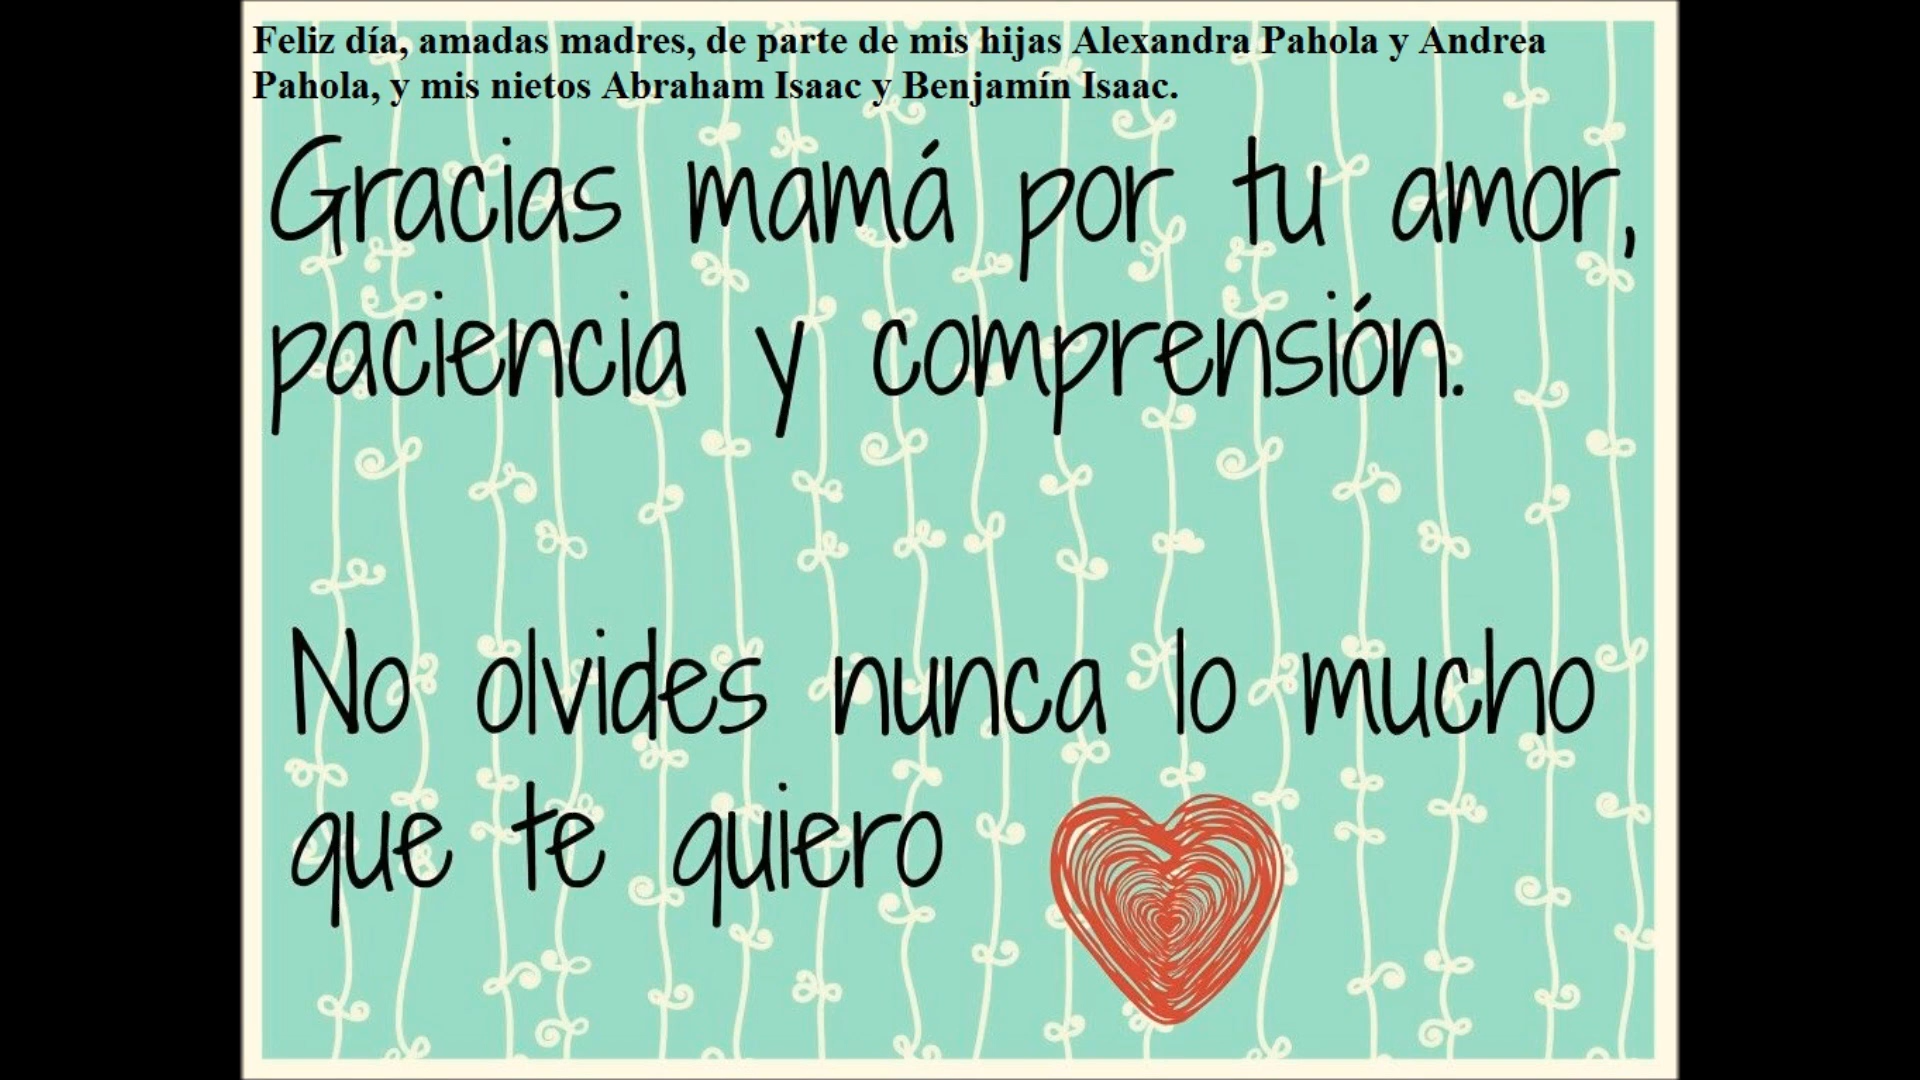 Feliz día, amadas madres, de parte de mis hijas Alexandra Pahola y Andrea
Pahola, y mis nietos Abraham Isaac y Benjamín Isaac.
Gracias mamá por tu amor,
paciencia y comprensión.
No olvides nunca lo mucho
que te quiero